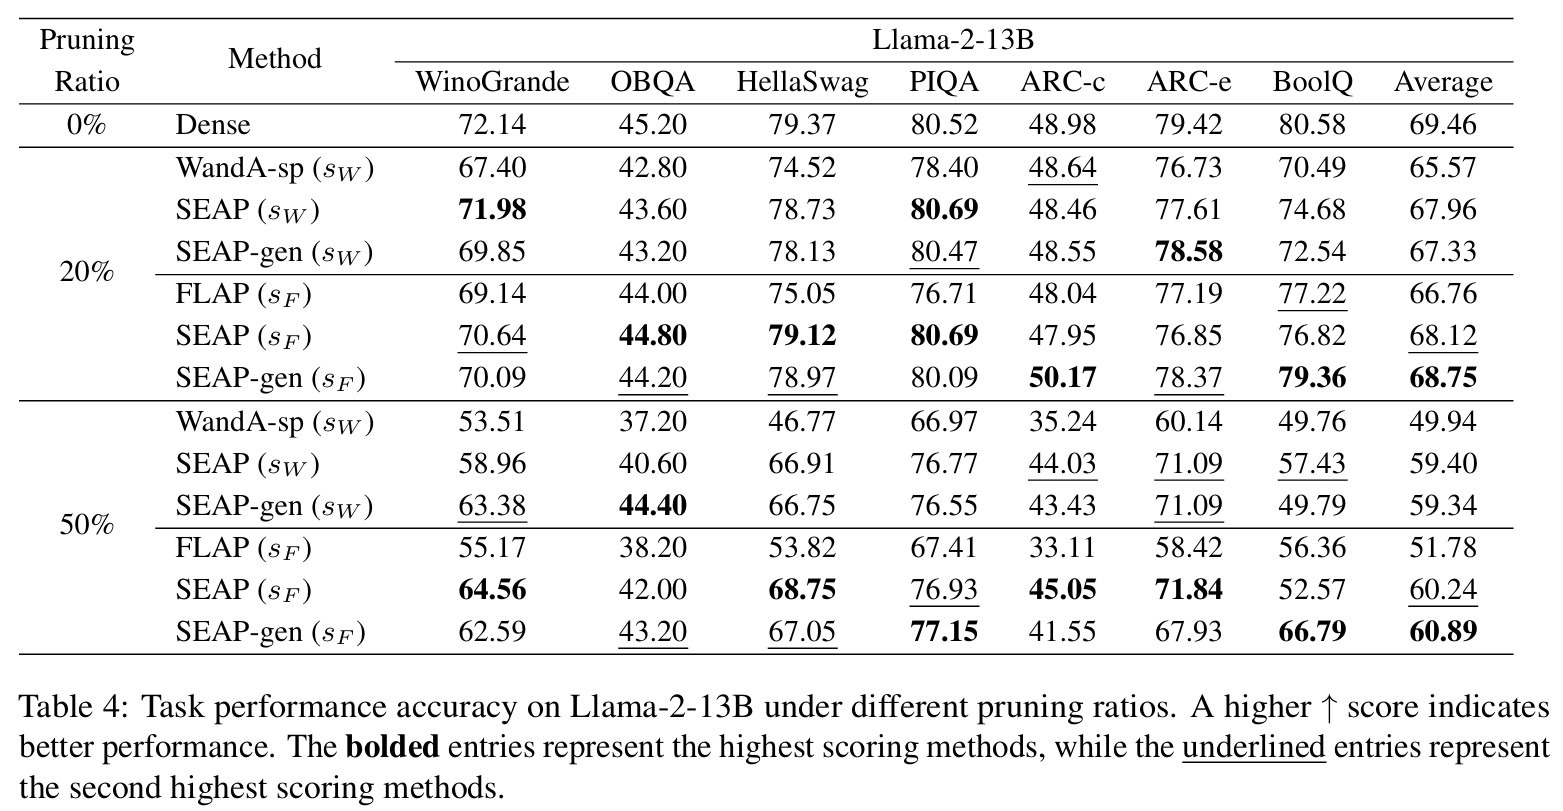 Pruning Ratio Method Llama-2-13B
WinoGrande OBQA HellaSwag PIQA ARC-c ARC-e BoolQ Average
0% Dense 72.14 45.20 79.37 80.52 48.98 79.42 80.58 69.46
20%
WandA-sp (s_W) 67.40 42.80 74.52 78.40 48.64 76.73 70.49 65.57
SEAP (s_W) 71.98 43.60 78.73 80.69 48.46 77.61 74.68 67.96
SEAP-gen (s_W) 69.85 43.20 78.13 80.47 48.55 78.58 72.54 67.33
FLAP (s_F) 69.14 44.00 75.05 76.71 48.04 77.19 77.22 66.76
SEAP (s_F) 70.64 44.80 79.12 80.69 47.95 76.85 76.82 68.12
SEAP-gen (s_F) 70.09 44.20 78.97 80.09 50.17 78.37 79.36 68.75
50%
WandA-sp (s_W) 53.51 37.20 46.77 66.97 35.24 60.14 49.76 49.94
SEAP (s_W) 58.96 40.60 66.91 76.77 44.03 71.09 57.43 59.40
SEAP-gen (s_W) 63.38 44.40 66.75 76.55 43.43 71.09 49.79 59.34
FLAP (s_F) 55.17 38.20 53.82 67.41 33.11 58.42 56.36 51.78
SEAP (s_F) 64.56 42.00 68.75 76.93 45.05 71.84 52.57 60.24
SEAP-gen (s_F) 62.59 43.20 67.05 77.15 41.55 67.93 66.79 60.89
Table 4: Task performance accuracy on Llama-2-13B under different pruning ratios. A higher ↑ score indicates
better performance. The bolded entries represent the highest scoring methods, while the underlined entries represent
the second highest scoring methods.